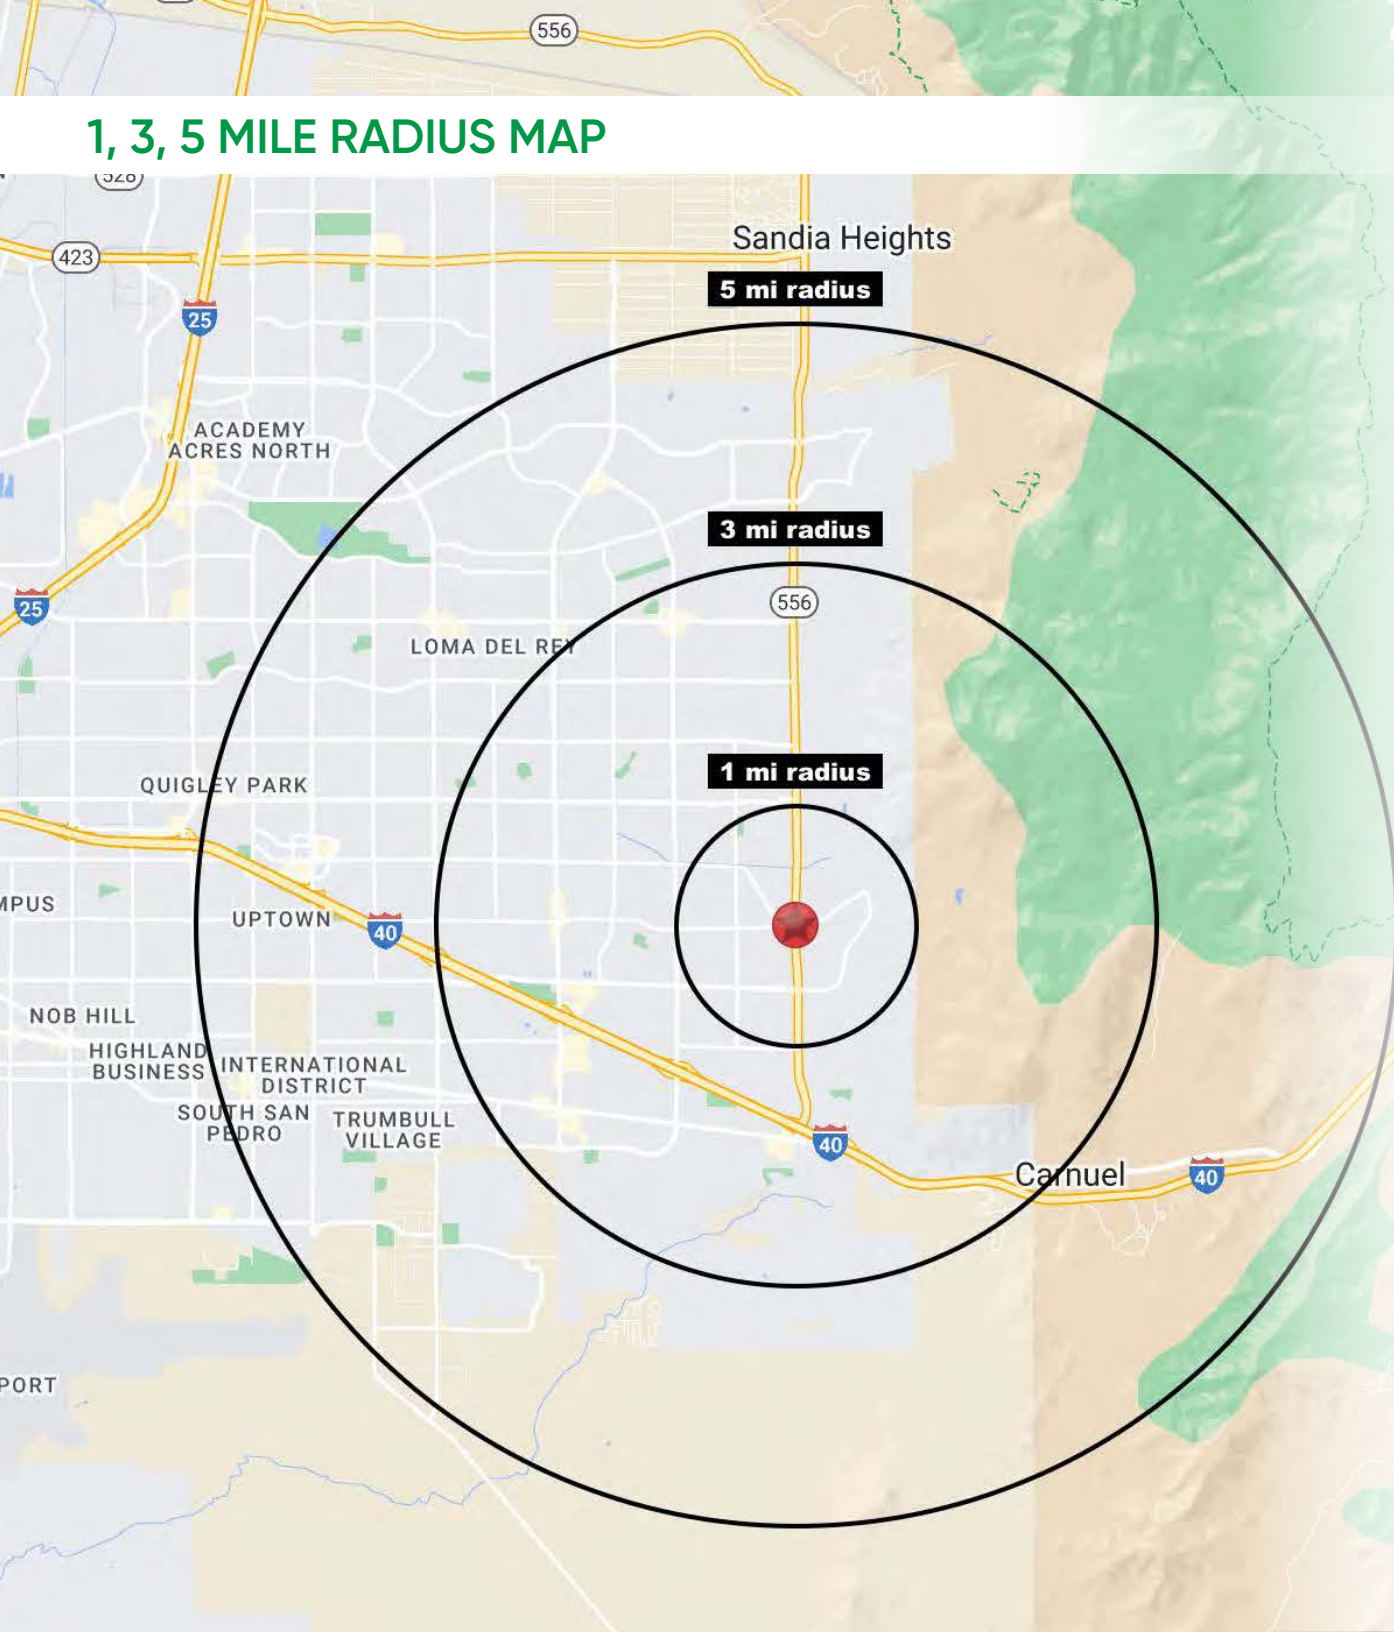 556
1, 3, 5 MILE RADIUS MAP
528
423
Sandia Heights
5 mi radius
25
ACADEMY
ACRES NORTH
3 mi radius
556
25
LOMA DEL REY
1 mi radius
QUIGLEY PARK
MPUS
UPTOWN
40
NOB HILL
HIGHLAND
BUSINESS
INTERNATIONAL
DISTRICT
SOUTH SAN
PEDRO
TRUMBULL
VILLAGE
40
Carnuel
40
PORT